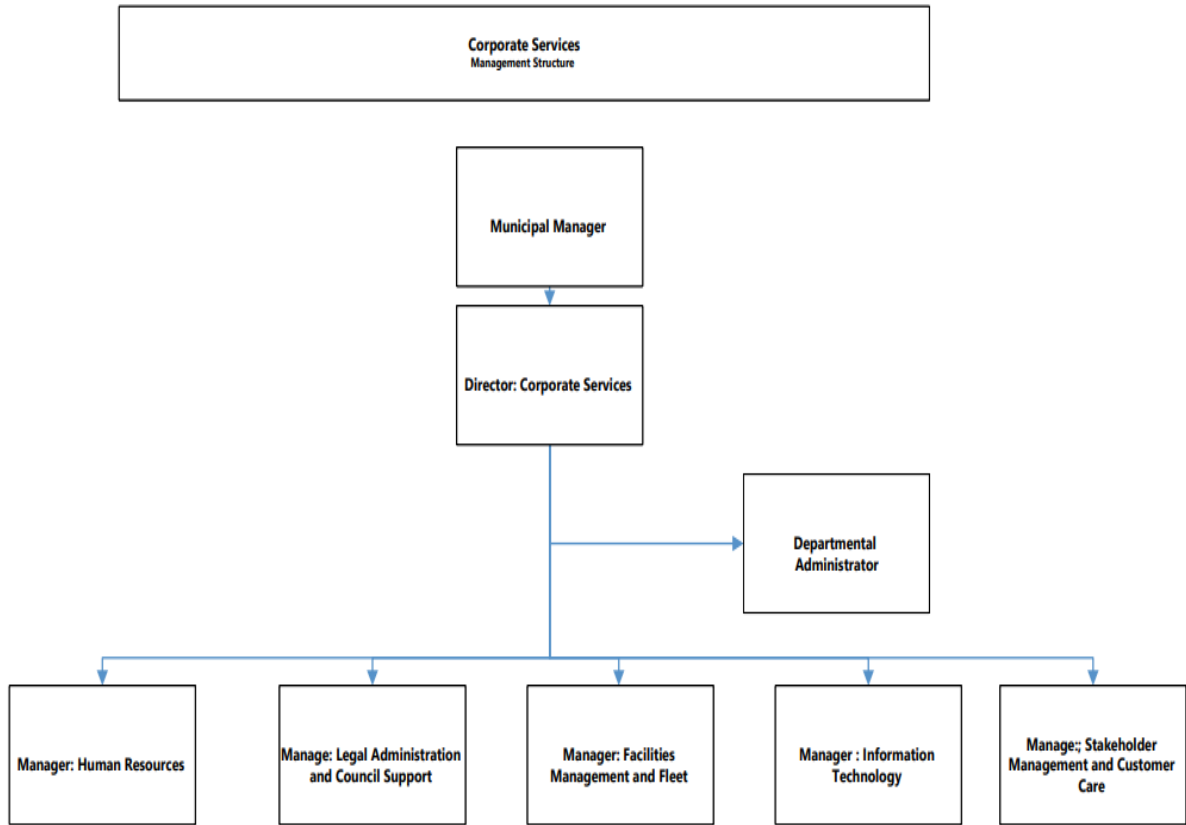 Corporate Services
Management Structure
Municipal Manager
Director: Corporate Services
Departmental
Administrator
Manager: Human Resources
Manage: Legal Administration
and Council Support
Manager: Facilities
Management and Fleet
Manager : Information
Technology
Manage:; Stakeholder
Management and Customer
Care